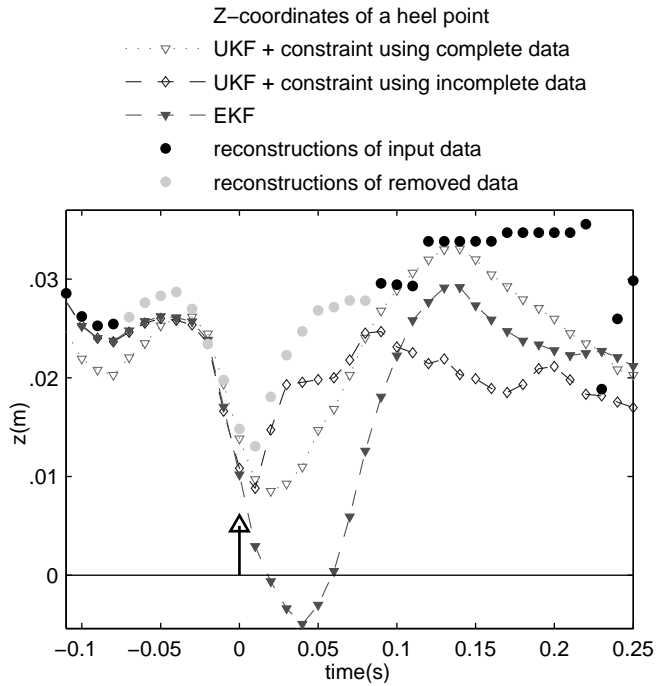 Z−coordinates of a heel point
UKF + constraint using complete data
UKF + constraint using incomplete data
EKF
reconstructions of input data
reconstructions of removed data
.03
.02
.01
0
z(m)
−0.1 −0.05 0 0.05 0.1 0.15 0.2 0.25
time(s)